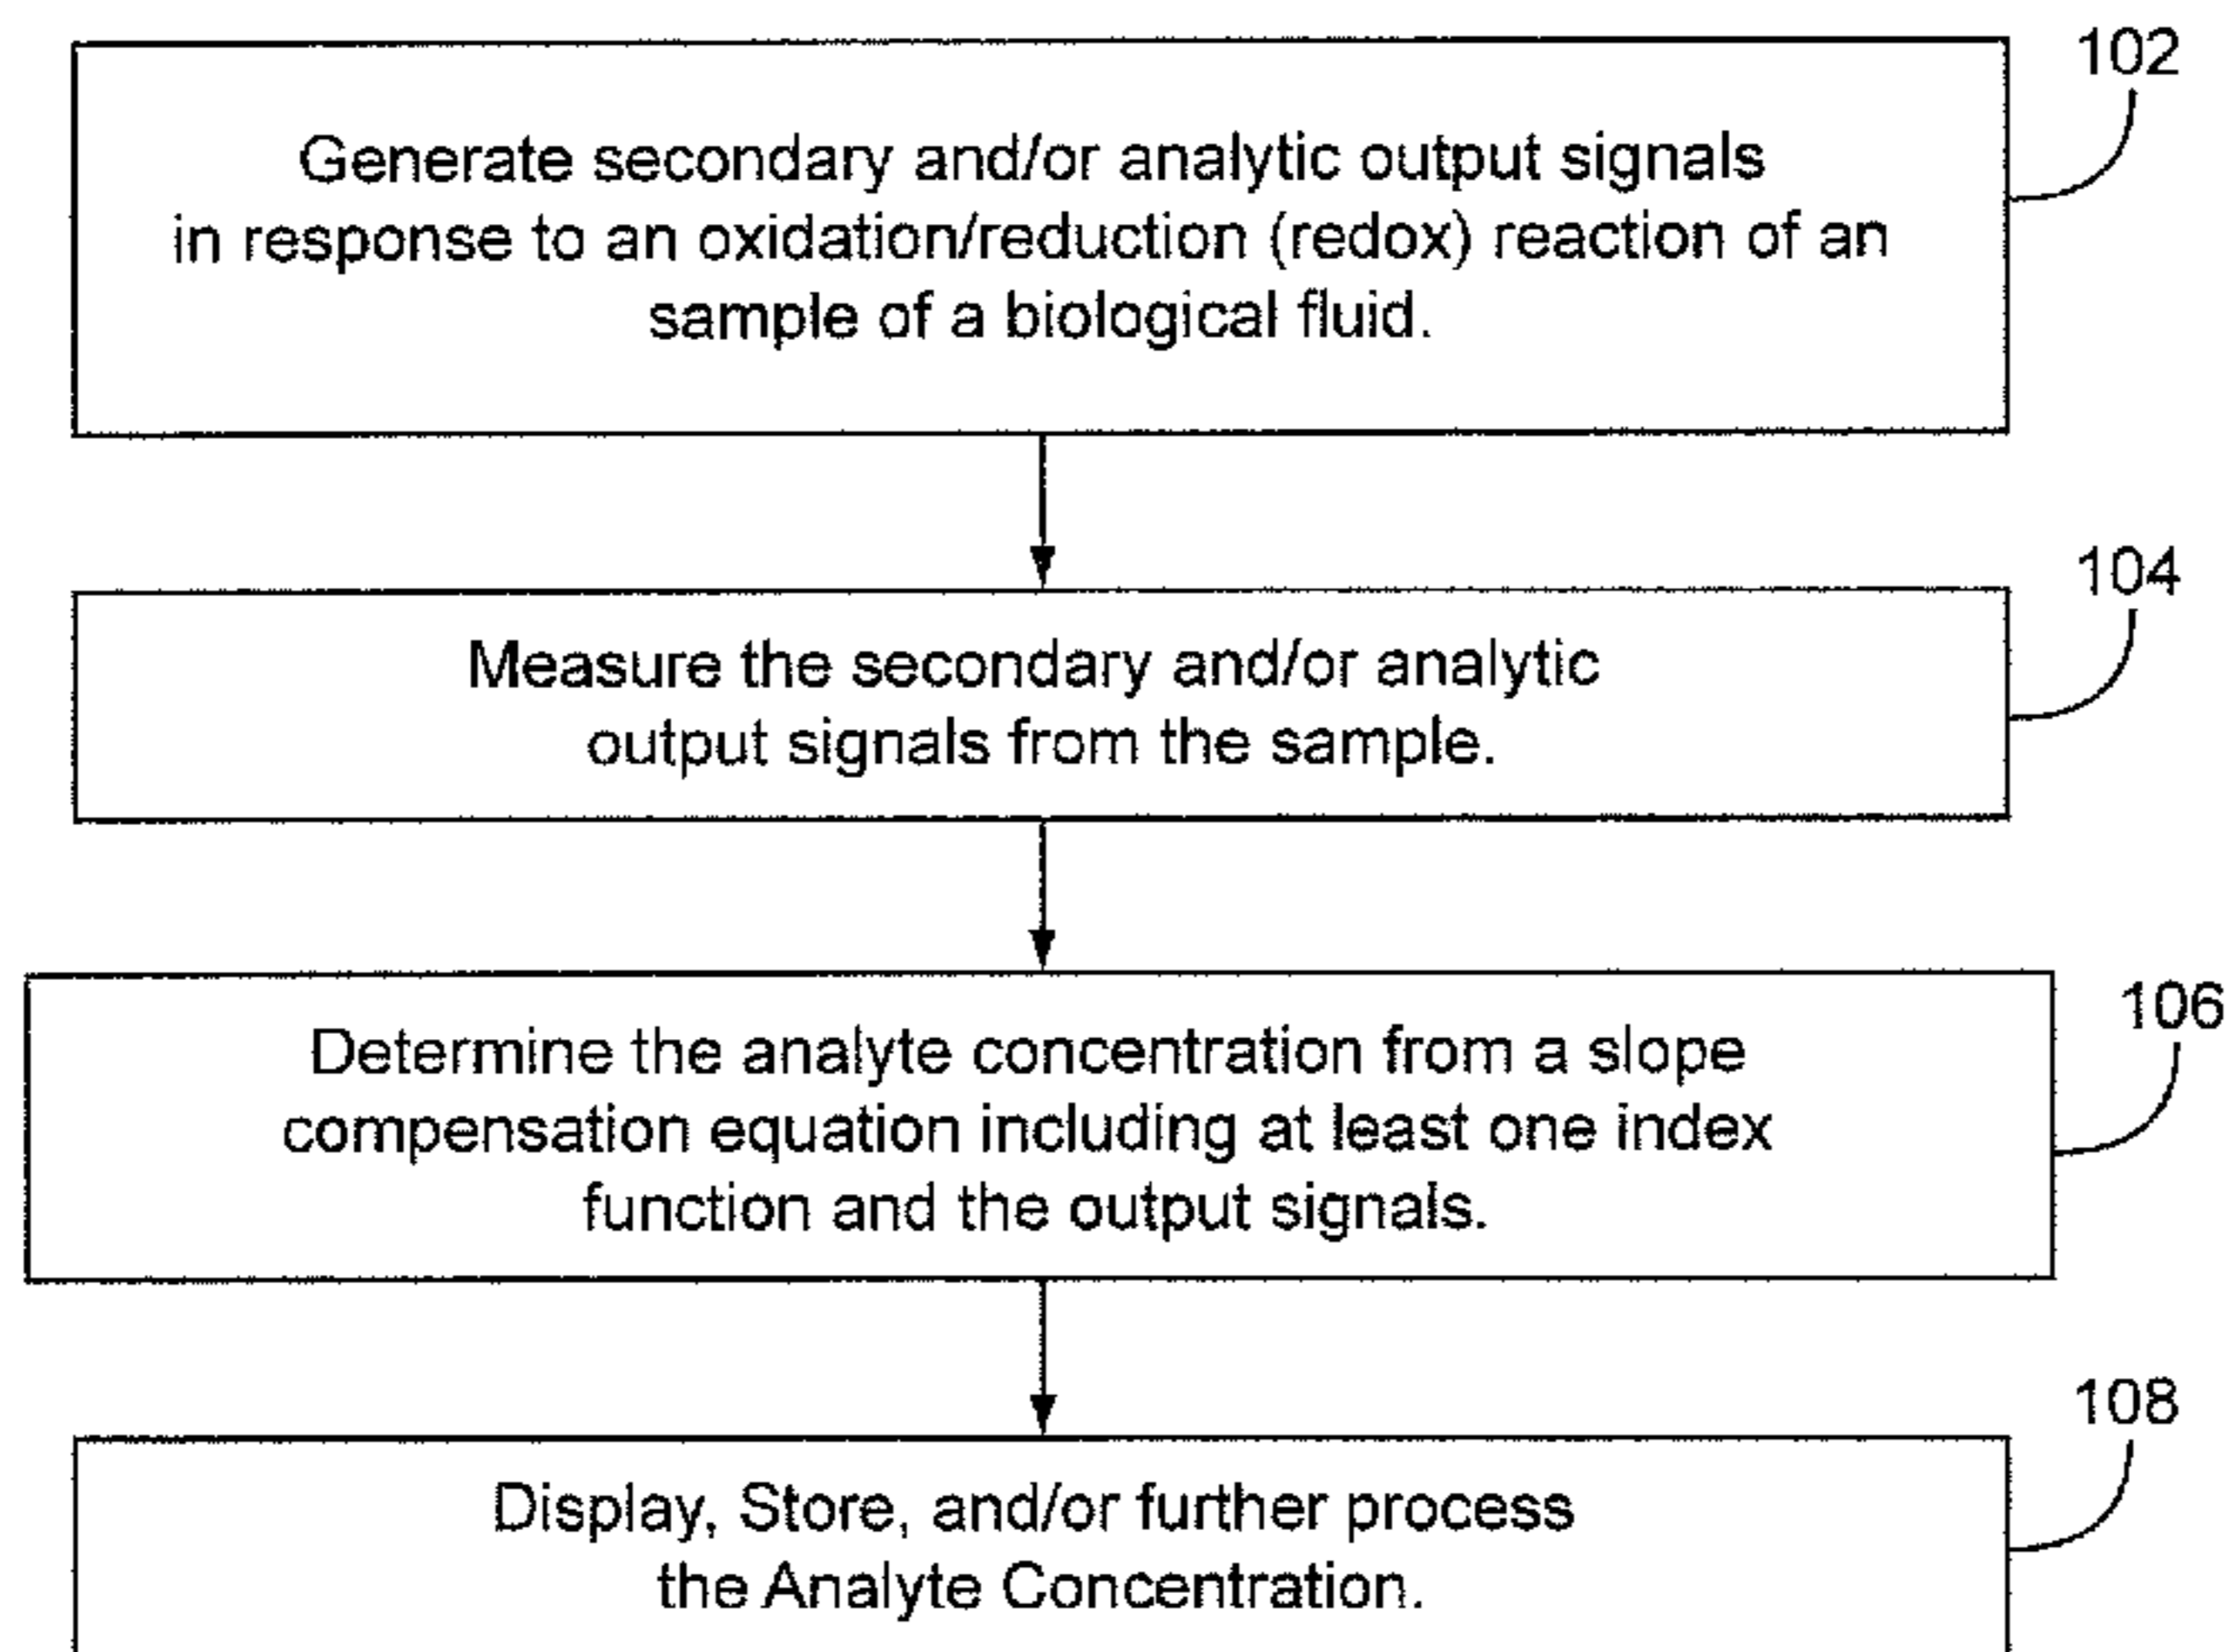 102
Generate secondary and/or analytic output signals
in response to an oxidation/reduction (redox) reaction of an
sample of a biological fluid.
104
Measure the secondary and/or analytic
output signals from the sample.
106
Determine the analyte concentration from a slope
compensation equation including at least one index
function and the output signals.
108
Display, Store, and/or further process
the Analyte Concentration.